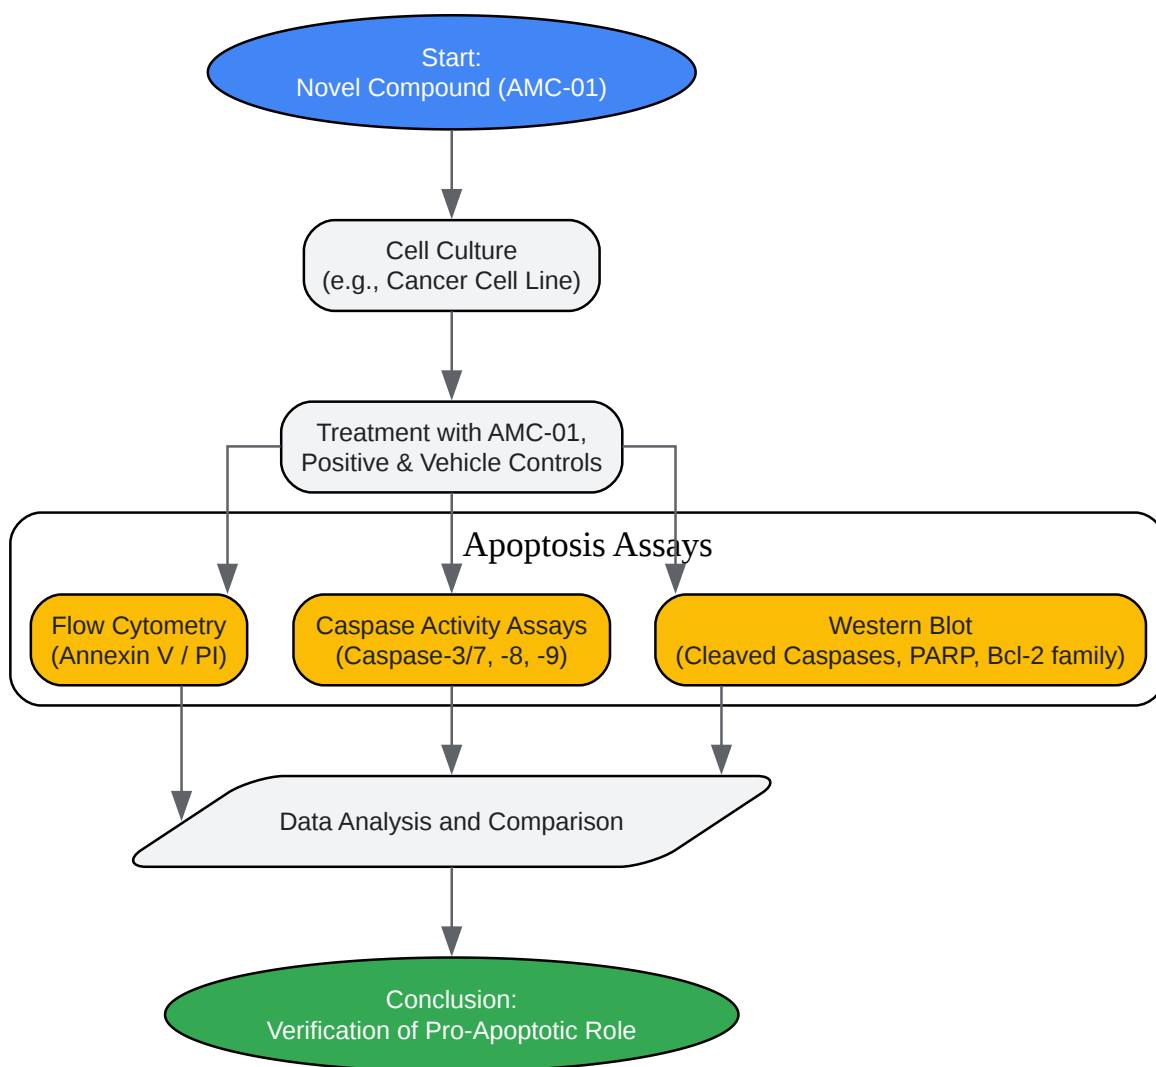 Start:
Novel Compound (AMC-01)
Cell Culture
(e.g., Cancer Cell Line)
Treatment with AMC-01,
Positive & Vehicle Controls
Apoptosis Assays
Flow Cytometry
(Annexin V / PI)
Caspase Activity Assays
(Caspase-3/7, -8, -9)
Western Blot
(Cleaved Caspases, PARP, Bcl-2 family)
Data Analysis and Comparison
Conclusion:
Verification of Pro-Apoptotic Role